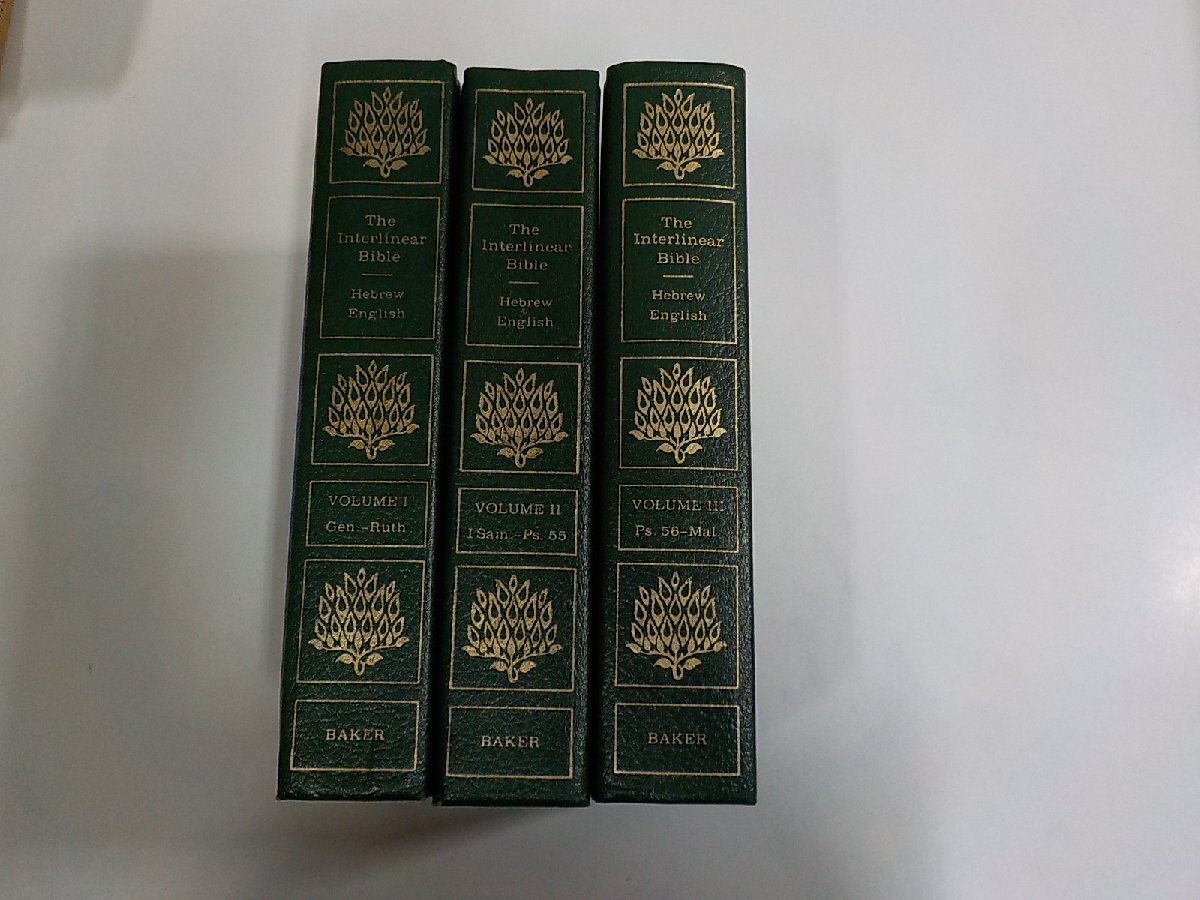 The
Interlinear
Bible
Hebrew
English
VOLUME I
Gen.-Ruth
BAKER
The
Interlinear
Bible
Hebrew
English
VOLUME II
I Sam.-Ps. 55
BAKER
The
Interlinear
Bible
Hebrew
English
VOLUME III
Ps. 56-Mal.
BAKER